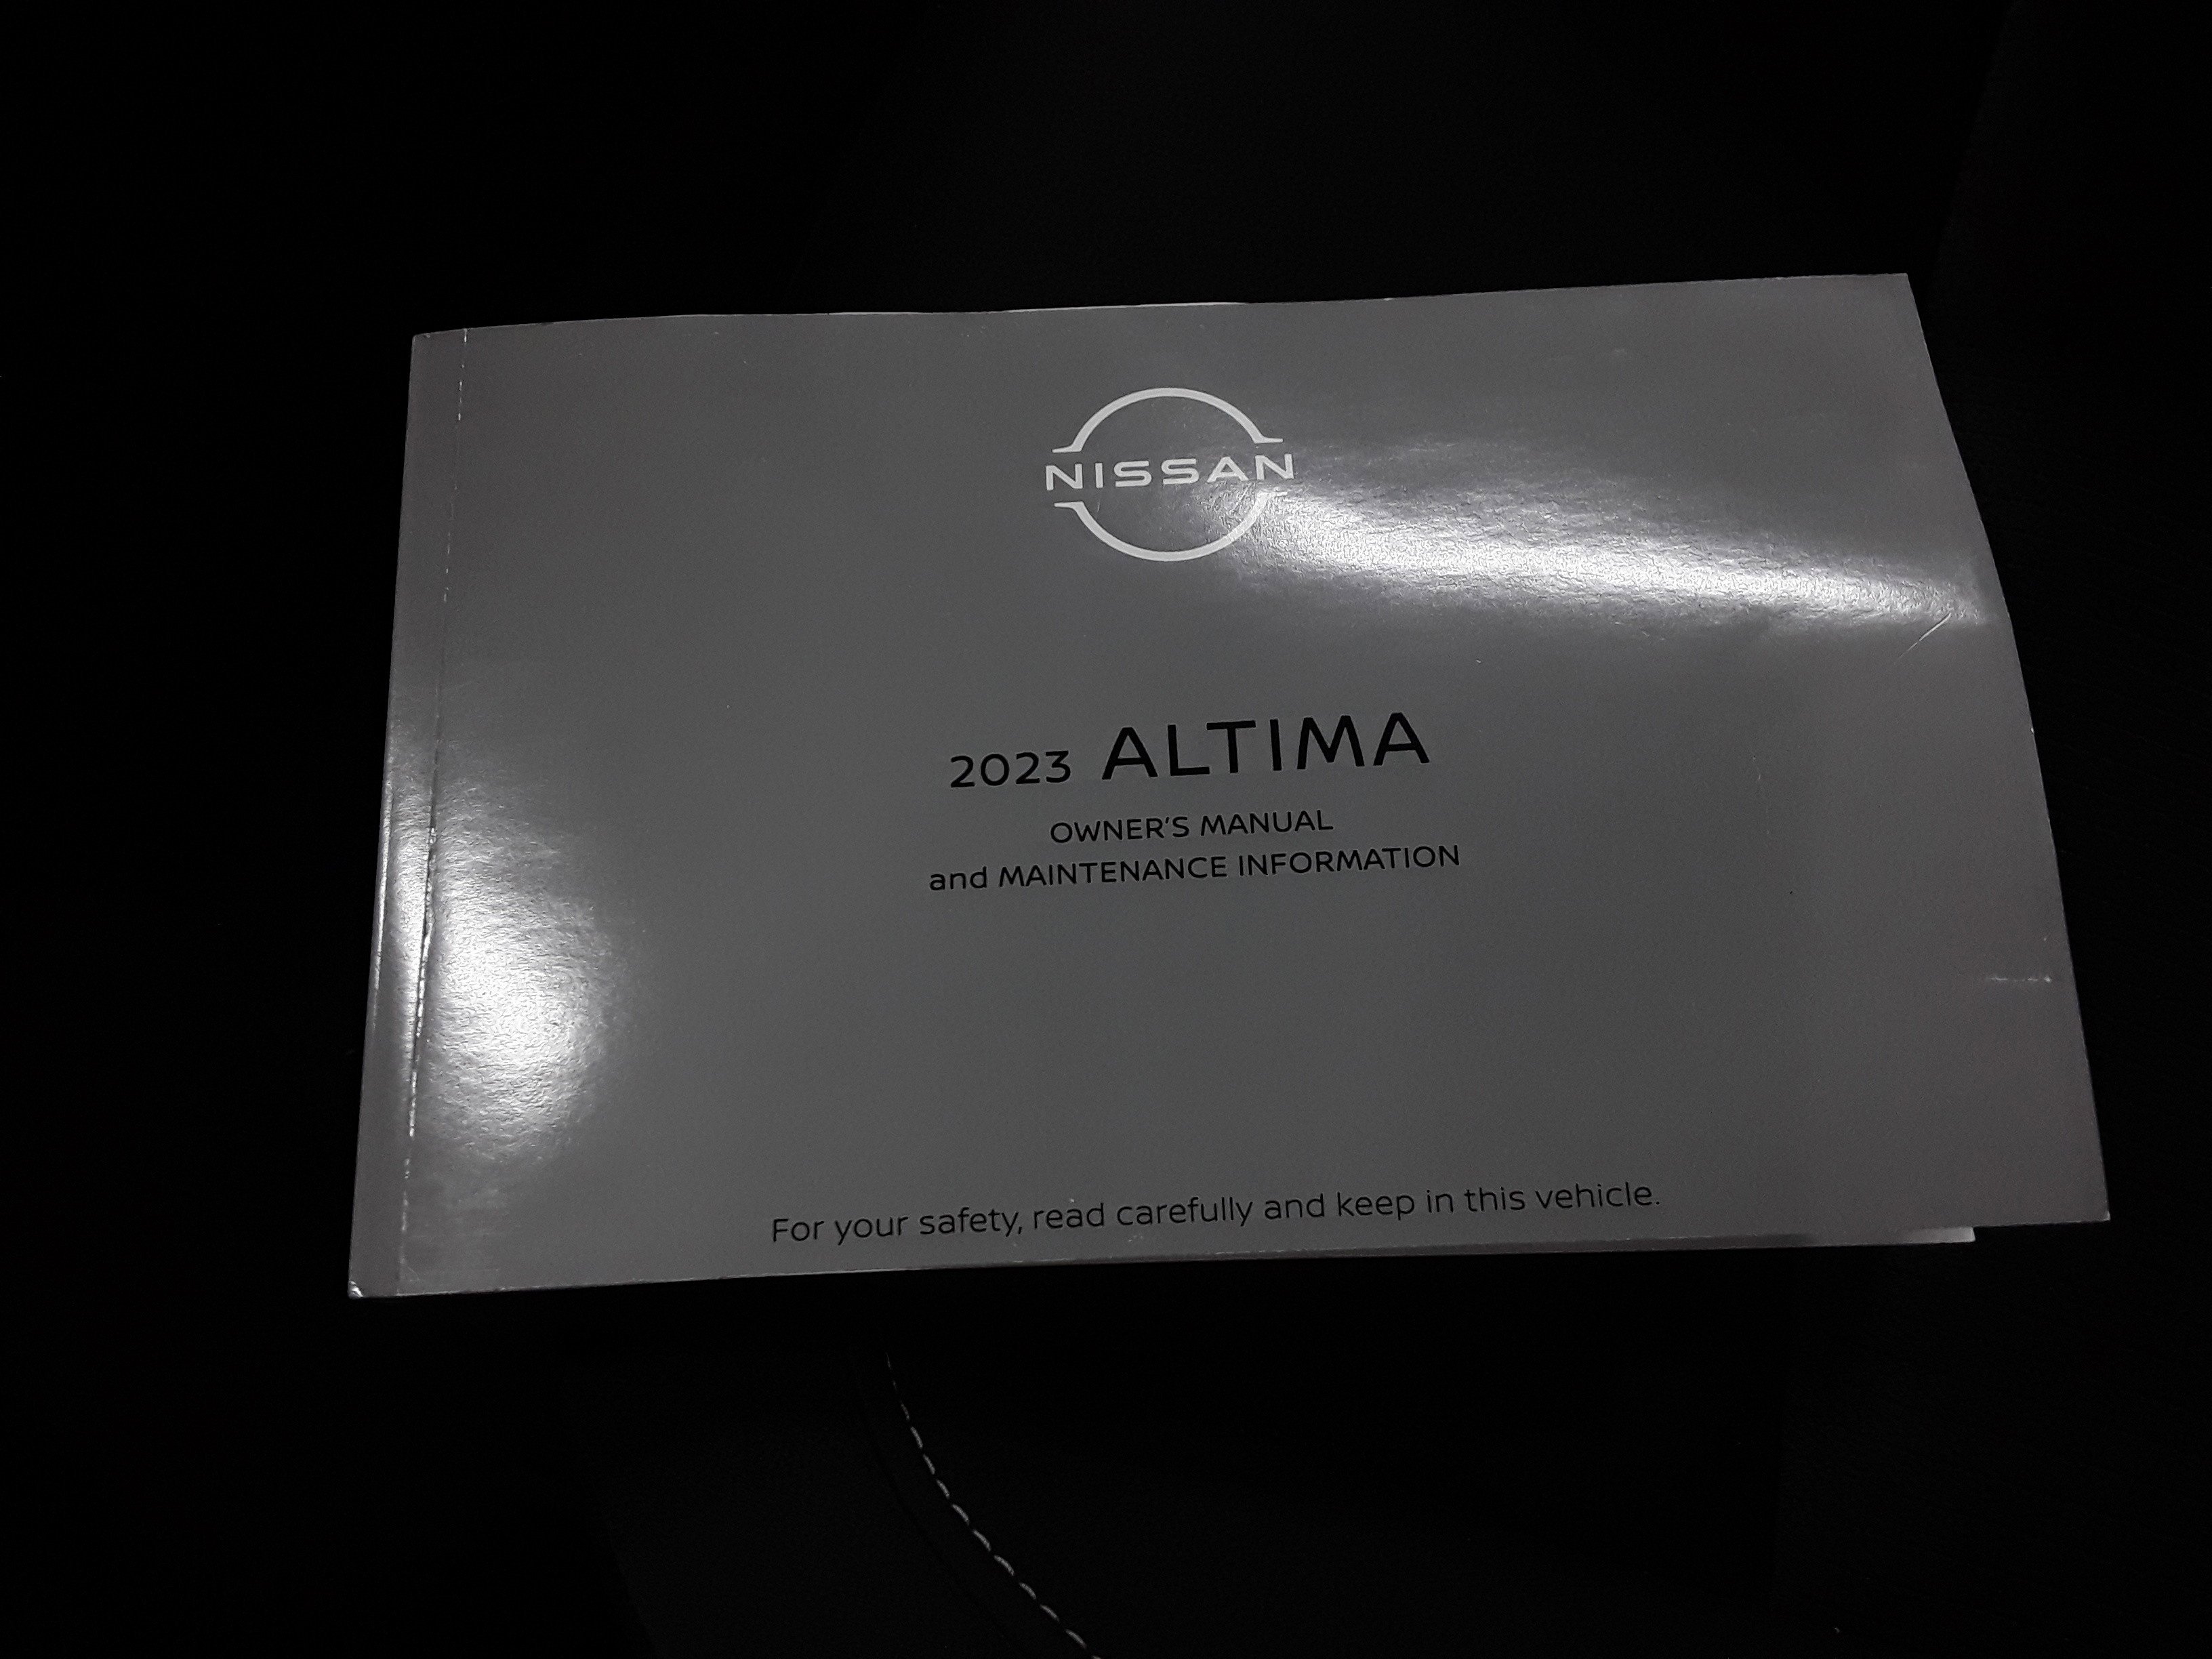 NISSAN
2023 ALTIMA
OWNER'S MANUAL
and MAINTENANCE INFORMATION
For your safety, read carefully and keep in this vehicle.